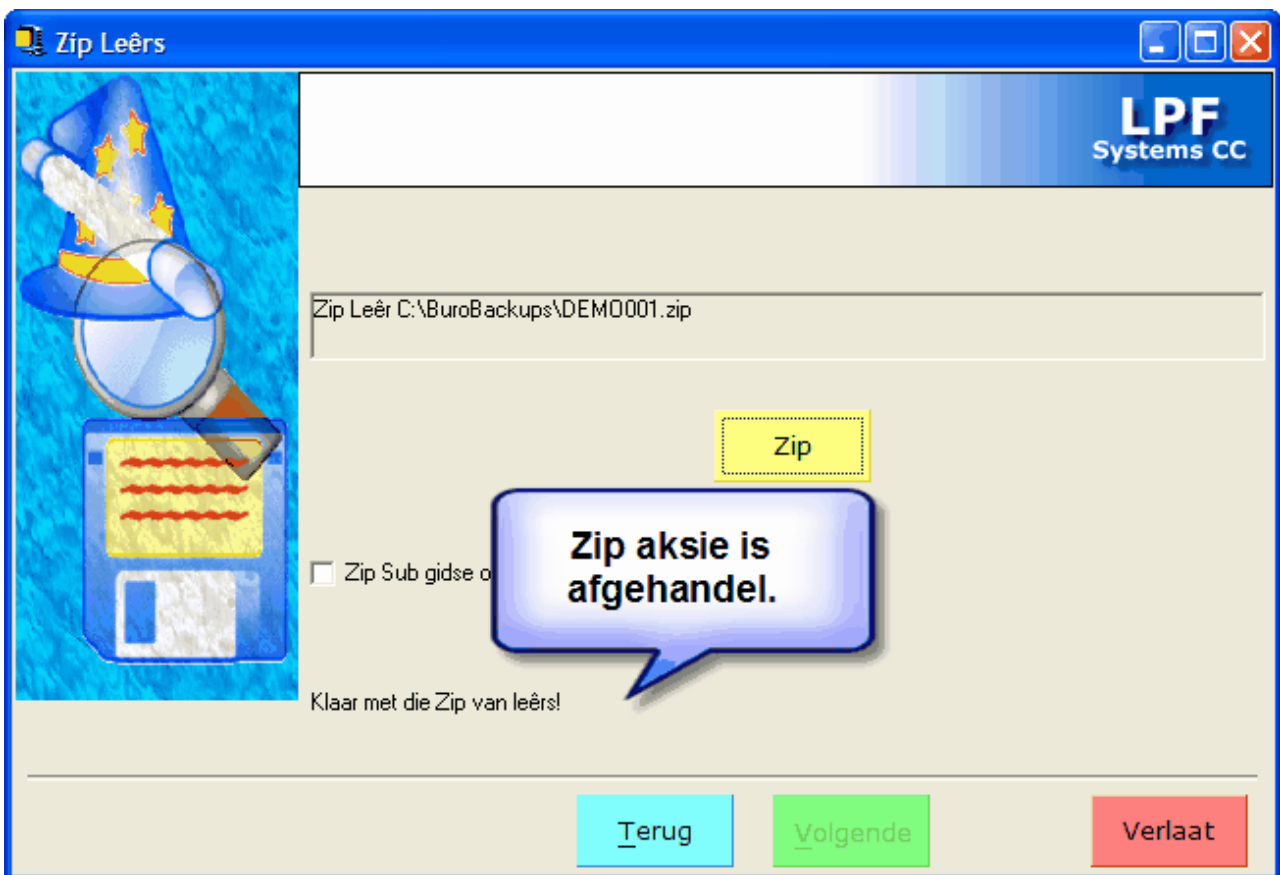 Zip Leêrs
LPF
Systems CC
Zip Leêr C:\BuroBackups\DEMO001.zip
Zip
Zip aksie is
afgehandel.
Zip Sub gidse
Klaar met die Zip van leêrs!
Terug
Volgende
Verlaat